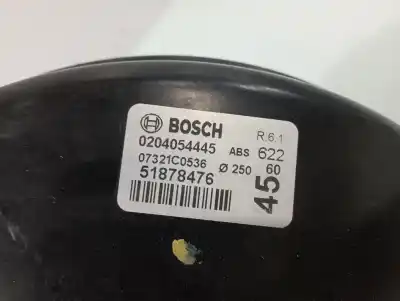 BOSCH R.6.1
0204054445 ABS 622
07321C0536 Ø 250 60
51878476 45